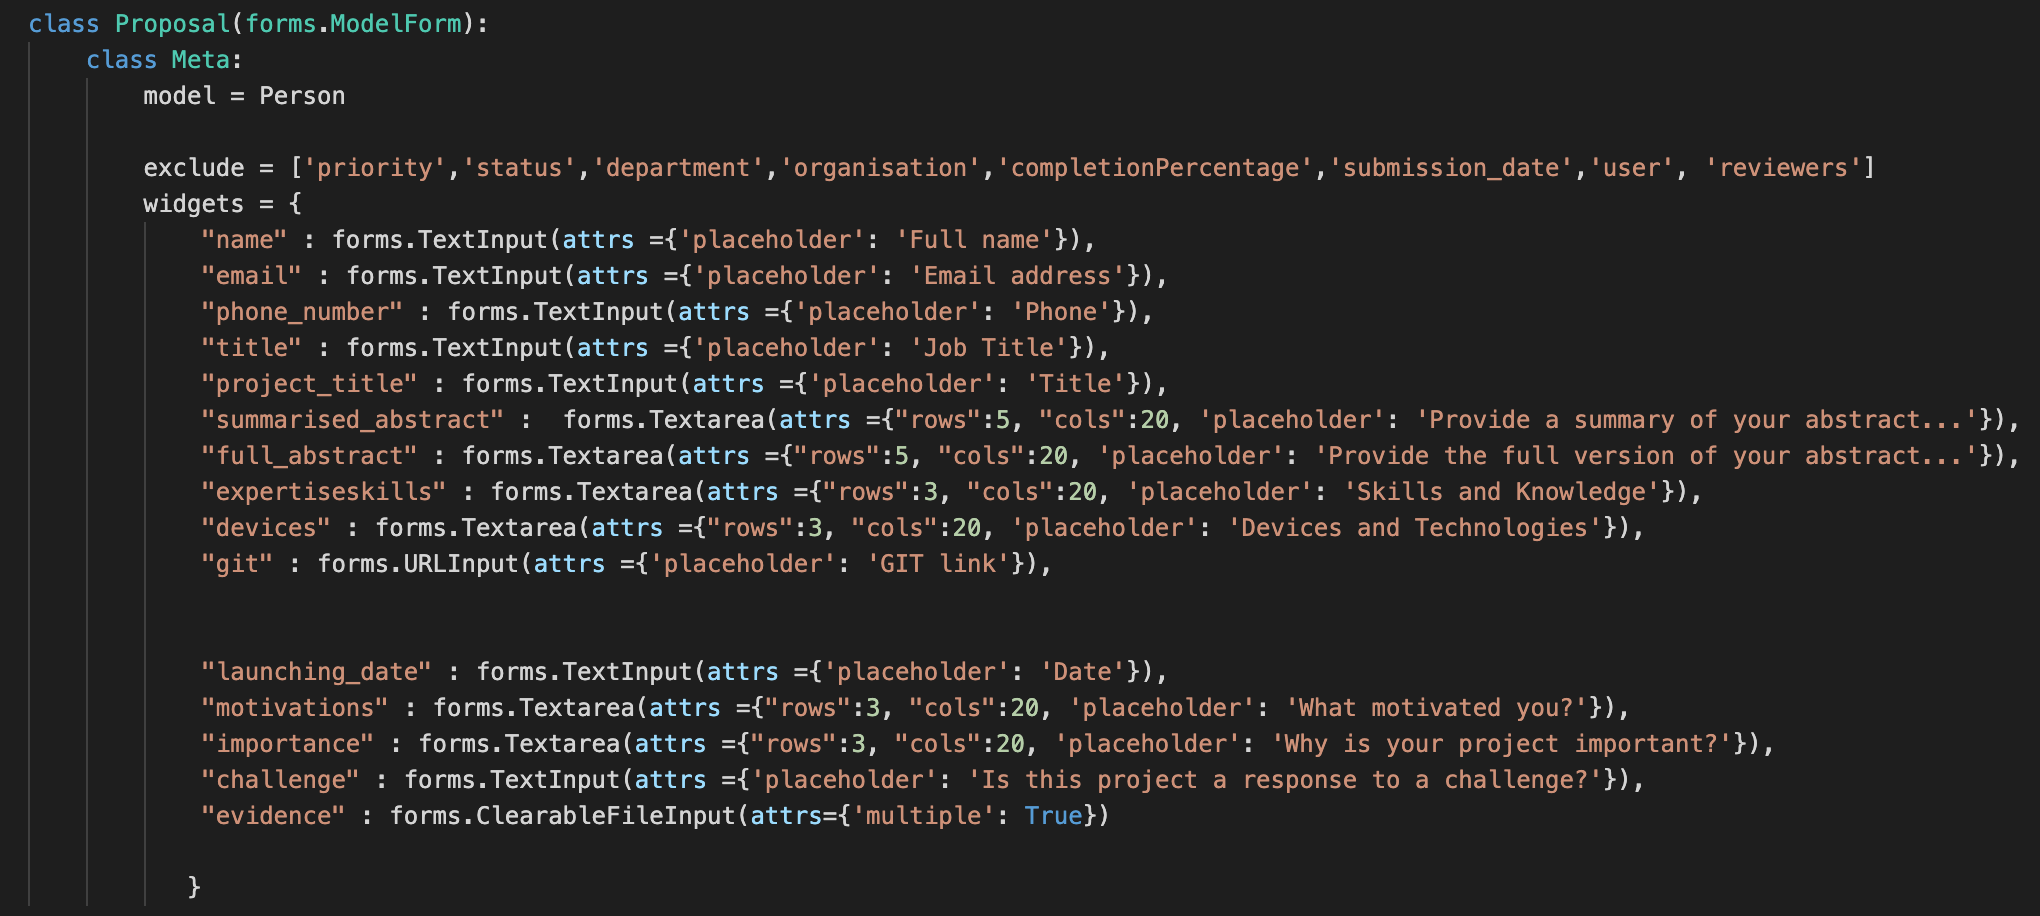 class Proposal(forms.ModelForm):
class Meta:
model = Person
exclude = ['priority','status','department','organisation','completionPercentage','submission_date','user', 'reviewers']
widgets = {
"name" : forms.TextInput(attrs ={'placeholder': 'Full name'}),
"email" : forms.TextInput(attrs ={'placeholder': 'Email address'}),
"phone_number" : forms.TextInput(attrs ={'placeholder': 'Phone'}),
"title" : forms.TextInput(attrs ={'placeholder': 'Job Title'}),
"project_title" : forms.TextInput(attrs ={'placeholder': 'Title'}),
"summarised_abstract" :  forms.Textarea(attrs ={"rows":5, "cols":20, 'placeholder': 'Provide a summary of your abstract...'}),
"full_abstract" : forms.Textarea(attrs ={"rows":5, "cols":20, 'placeholder': 'Provide the full version of your abstract...'}),
"expertiseskills" : forms.Textarea(attrs ={"rows":3, "cols":20, 'placeholder': 'Skills and Knowledge'}),
"devices" : forms.Textarea(attrs ={"rows":3, "cols":20, 'placeholder': 'Devices and Technologies'}),
"git" : forms.URLInput(attrs ={'placeholder': 'GIT link'}),
"launching_date" : forms.TextInput(attrs ={'placeholder': 'Date'}),
"motivations" : forms.Textarea(attrs ={"rows":3, "cols":20, 'placeholder': 'What motivated you?'}),
"importance" : forms.Textarea(attrs ={"rows":3, "cols":20, 'placeholder': 'Why is your project important?'}),
"challenge" : forms.TextInput(attrs ={'placeholder': 'Is this project a response to a challenge?'}),
"evidence" : forms.ClearableFileInput(attrs={'multiple': True})
}